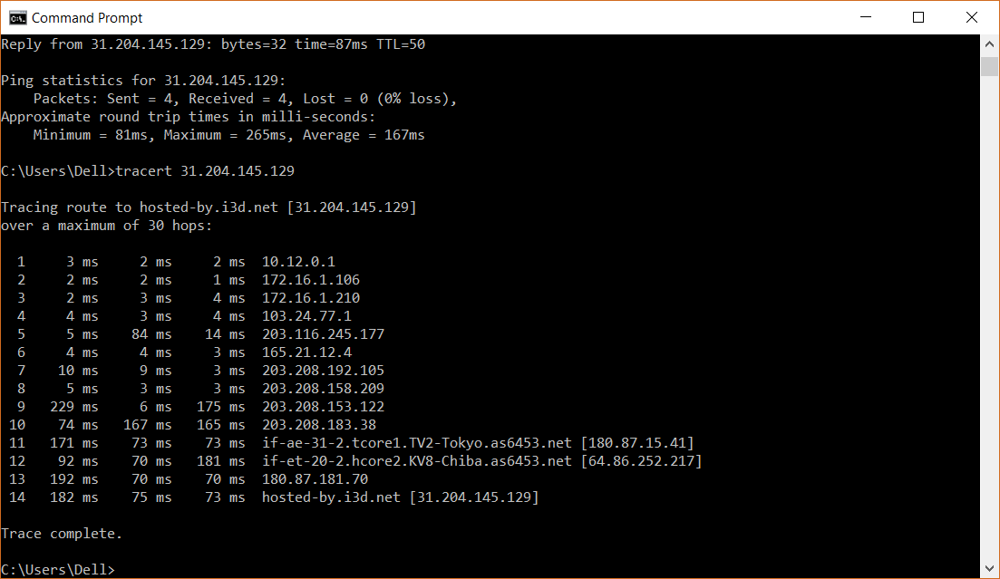 Command Prompt
Reply from 31.204.145.129: bytes=32 time=87ms TTL=50
Ping statistics for 31.204.145.129:
    Packets: Sent = 4, Received = 4, Lost = 0 (0% loss),
Approximate round trip times in milli-seconds:
    Minimum = 81ms, Maximum = 265ms, Average = 167ms
C:\Users\Dell>tracert 31.204.145.129
Tracing route to hosted-by.i3d.net [31.204.145.129]
over a maximum of 30 hops:
  1     3 ms     2 ms     2 ms  10.12.0.1
  2     2 ms     2 ms     1 ms  172.16.1.106
  3     2 ms     3 ms     4 ms  172.16.1.210
  4     4 ms     3 ms     4 ms  103.24.77.1
  5     5 ms    84 ms    14 ms  203.116.245.177
  6     4 ms     4 ms     3 ms  165.21.12.4
  7    10 ms     9 ms     3 ms  203.208.192.105
  8     5 ms     3 ms     3 ms  203.208.158.209
  9   229 ms     6 ms   175 ms  203.208.153.122
 10    74 ms   167 ms   165 ms  203.208.183.38
 11   171 ms    73 ms    73 ms  if-ae-31-2.tcore1.TV2-Tokyo.as6453.net [180.87.15.41]
 12    92 ms    70 ms   181 ms  if-et-20-2.hcore2.KV8-Chiba.as6453.net [64.86.252.217]
 13   192 ms    70 ms    70 ms  180.87.181.70
 14   182 ms    75 ms    73 ms  hosted-by.i3d.net [31.204.145.129]
Trace complete.
C:\Users\Dell>